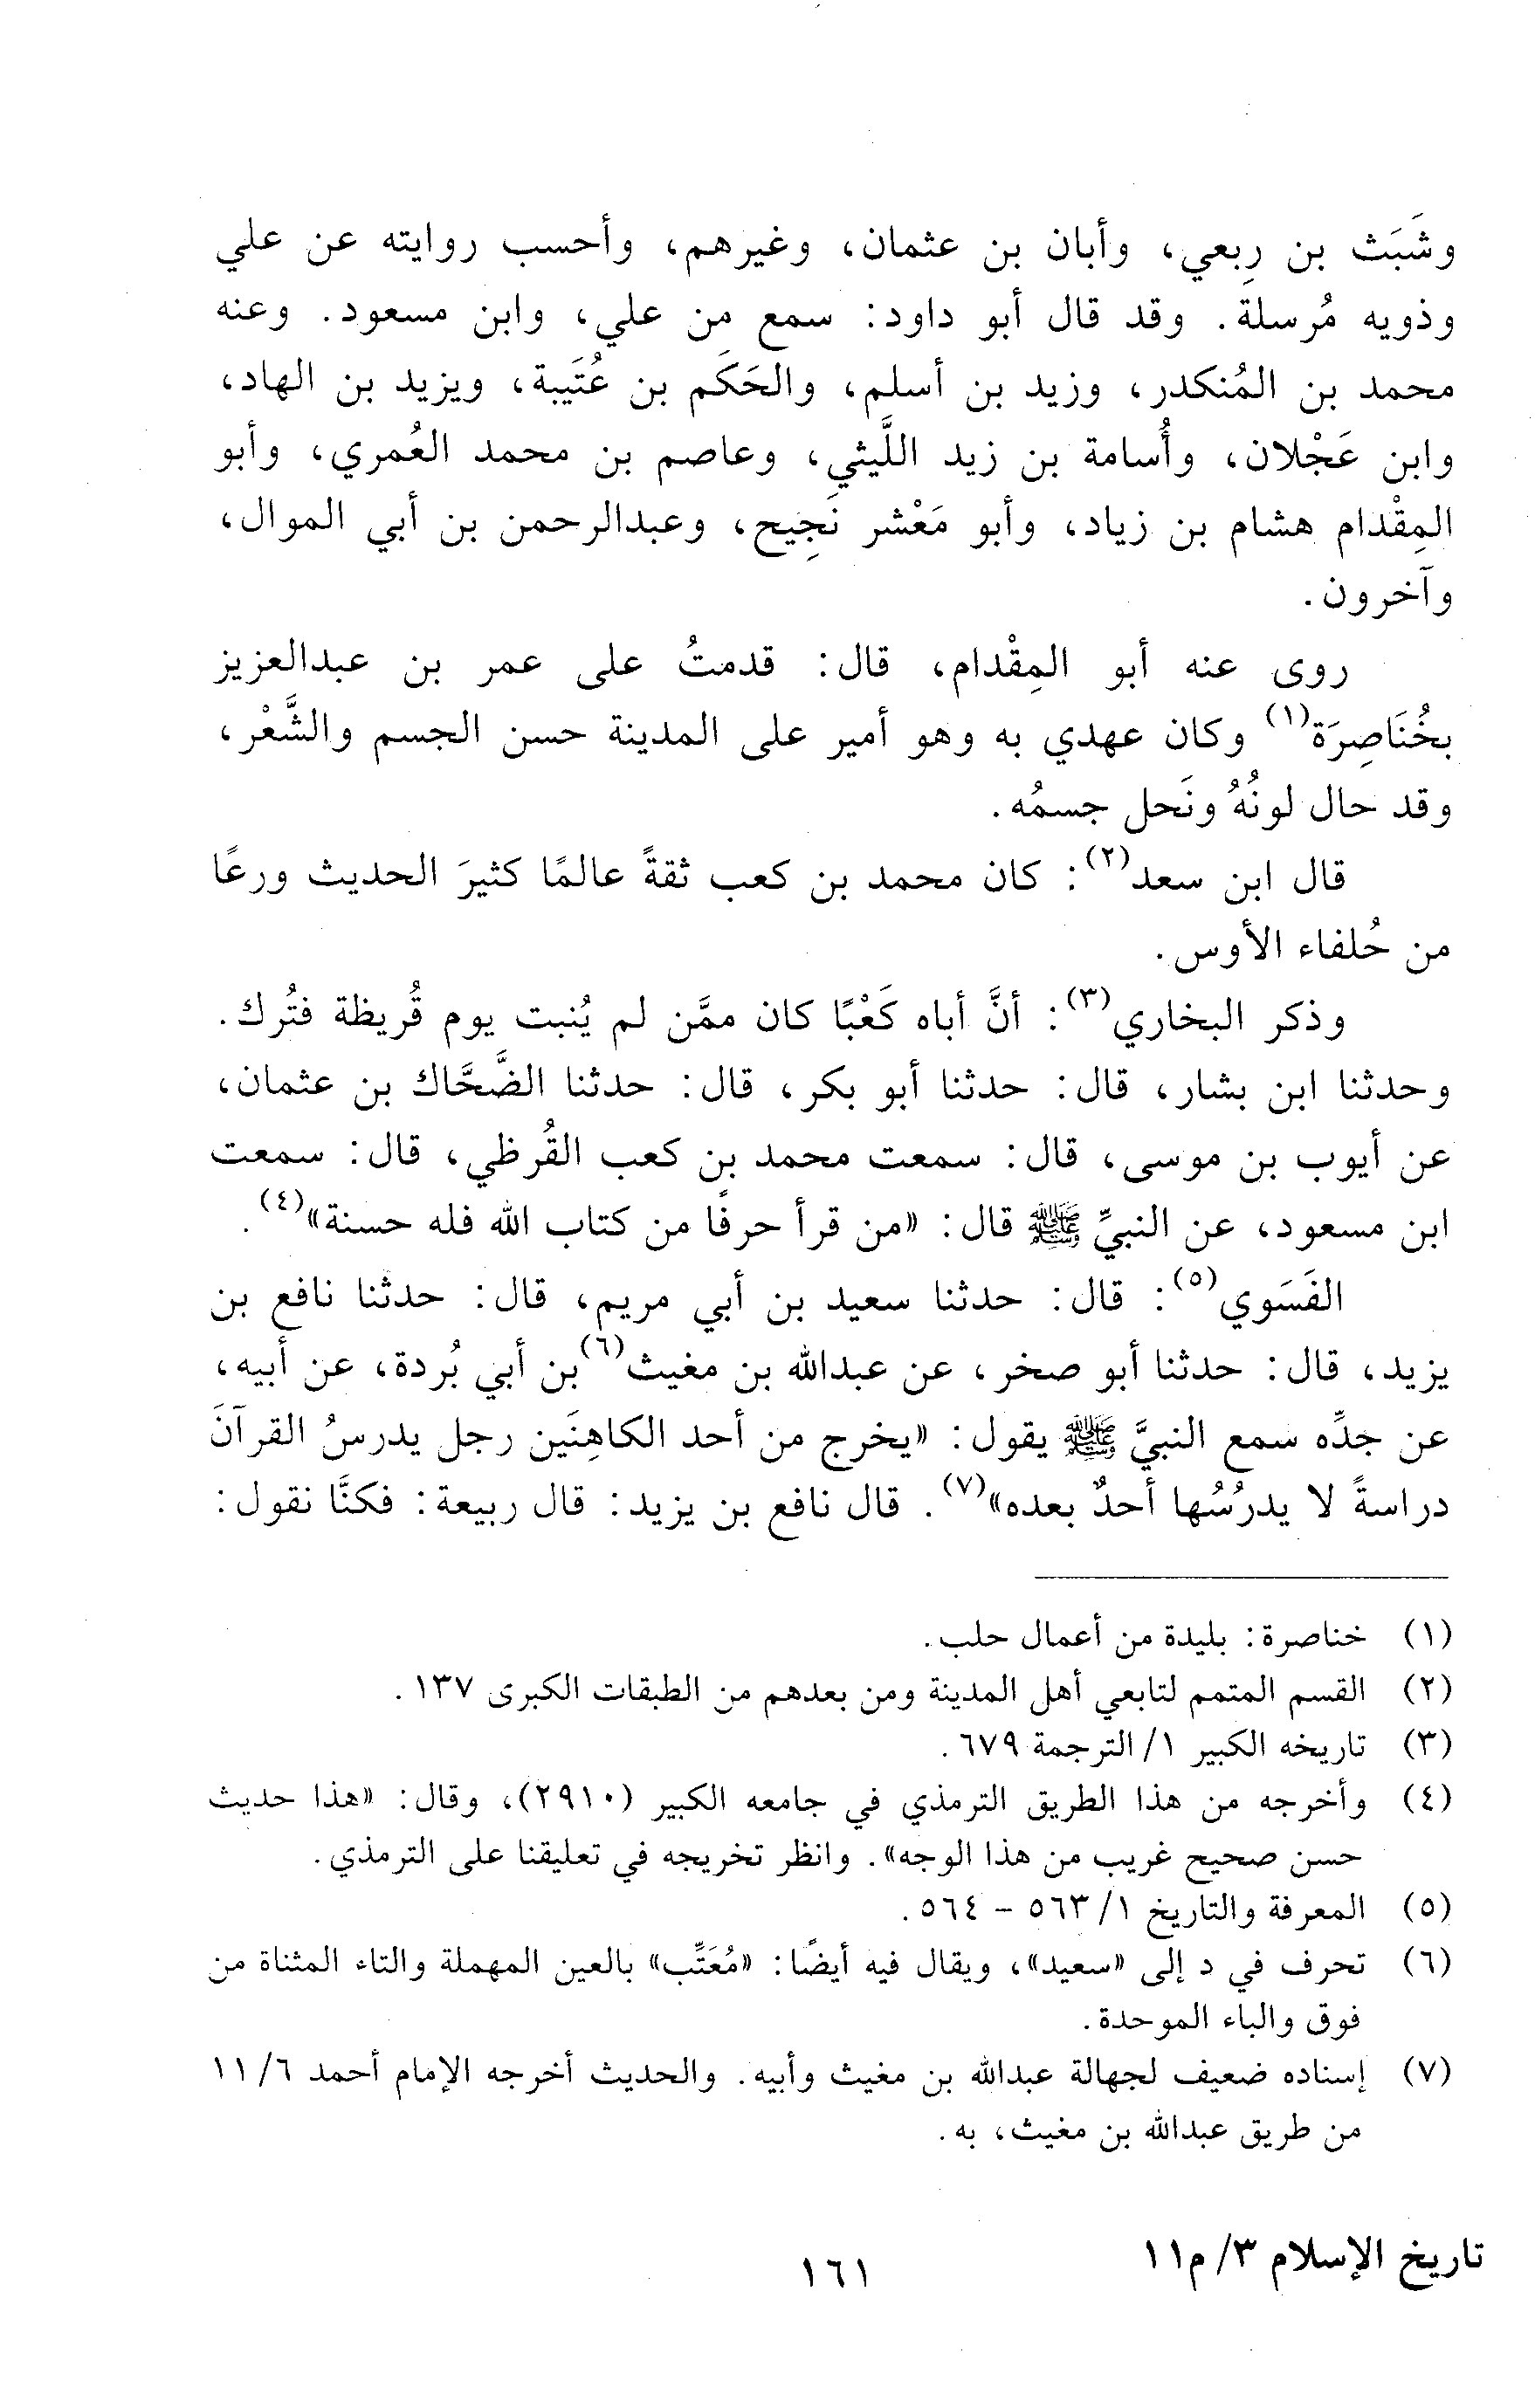 وشَبَث بن رِبعي، وأبان بن عثمان، وغيرهم، وأحسب روايته عن علي
وذويه مُرسلة. وقد قال أبو داود: سمع من علي، وابن مسعود. وعنه
محمد بن المُنكدر، وزيد بن أسلم، والحَكَم بن عُتَيبة، ويزيد بن الهاد،
وابن عَجْلان، وأُسامة بن زيد اللَّيثي، وعاصم بن محمد العُمري، وأبو
المِقْدام هشام بن زياد، وأبو مَعْشر نَجِيح، وعبدالرحمن بن أبي الموال،
وآخرون.
روى عنه أبو المِقْدام، قال: قدمتُ على عمر بن عبدالعزيز
بخُنَاصِرَة(١) وكان عهدي به وهو أمير على المدينة حسن الجسم والشَّعْر،
وقد حال لونُهُ ونَحل جسمُه.
قال ابن سعد(٢): كان محمد بن كعب ثقةً عالمًا كثيرَ الحديث ورعًا
من حُلفاء الأوس.
وذكر البخاري(٣): أنَّ أباه كَعْبًا كان ممَّن لم يُنبت يوم قُريظة فتُرك.
وحدثنا ابن بشار، قال: حدثنا أبو بكر، قال: حدثنا الضَّحَّاك بن عثمان،
عن أيوب بن موسى، قال: سمعت محمد بن كعب القُرظي، قال: سمعت
ابن مسعود، عن النبيِّ ﷺ قال: «من قرأ حرفًا من كتاب الله فله حسنة»(٤).
الفَسَوي(٥): قال: حدثنا سعيد بن أبي مريم، قال: حدثنا نافع بن
يزيد، قال: حدثنا أبو صخر، عن عبدالله بن مغيث(٦) بن أبي بُردة، عن أبيه،
عن جدِّه سمع النبيَّ ﷺ يقول: «يخرج من أحد الكاهِنَين رجل يدرسُ القرآنَ
دراسةً لا يدرُسُها أحدٌ بعده»(٧). قال نافع بن يزيد: قال ربيعة: فكنَّا نقول:
(١) خناصرة: بليدة من أعمال حلب.
(٢) القسم المتمم لتابعي أهل المدينة ومن بعدهم من الطبقات الكبرى ١٣٧.
(٣) تاريخه الكبير ١/ الترجمة ٦٧٩.
(٤) وأخرجه من هذا الطريق الترمذي في جامعه الكبير (٢٩١٠)، وقال: «هذا حديث
حسن صحيح غريب من هذا الوجه». وانظر تخريجه في تعليقنا على الترمذي.
(٥) المعرفة والتاريخ ١/ ٥٦٣ - ٥٦٤.
(٦) تحرف في د إلى «سعيد»، ويقال فيه أيضًا: «مُعَتِّب» بالعين المهملة والتاء المثناة من
فوق والباء الموحدة.
(٧) إسناده ضعيف لجهالة عبدالله بن مغيث وأبيه. والحديث أخرجه الإمام أحمد ٦/ ١١
من طريق عبدالله بن مغيث، به.
تاريخ الإسلام ٣/ م١١
١٦١